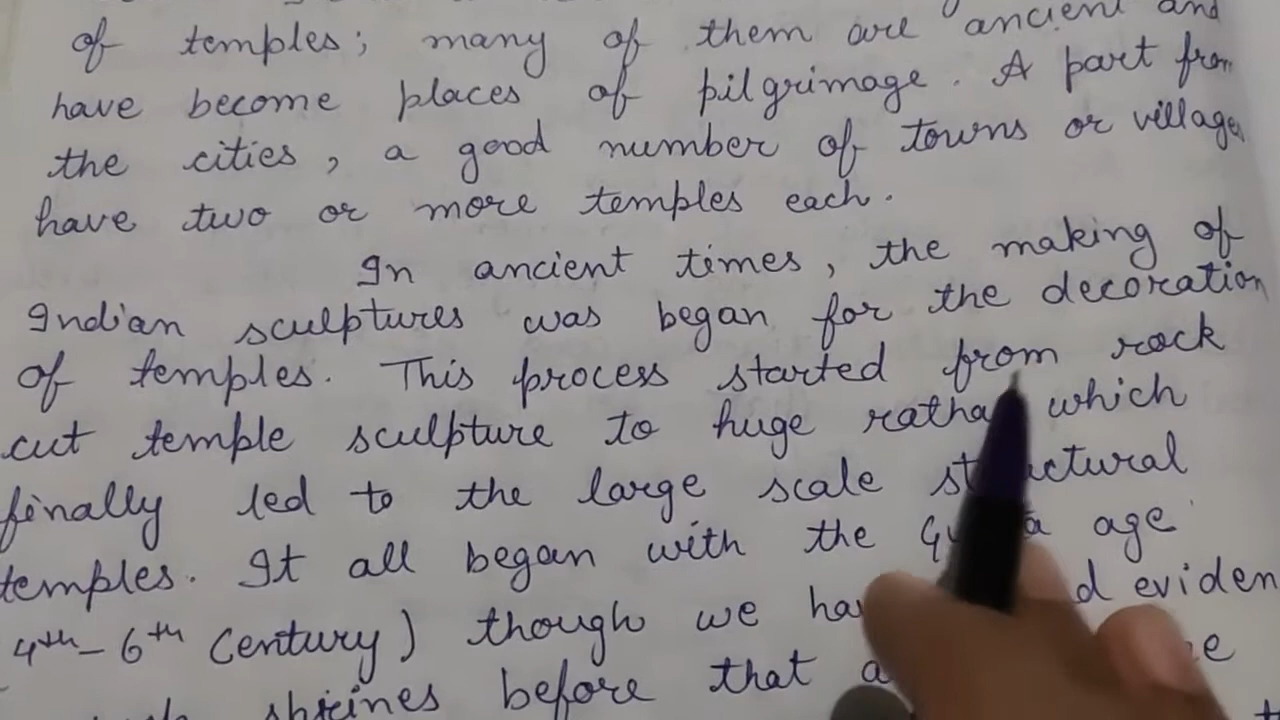 of temples; many of them are ancient and
have become places of pilgrimage. A part from
the cities, a good number of towns or village
have two or more temples each.
In ancient times, the making of
Indian sculptures was began for the decoration
of temples. This process started from rock
cut temple sculpture to huge ratha which
finally led to the large scale structural
temples. It all began with the age
4th - 6th Century) though we
shrines before that